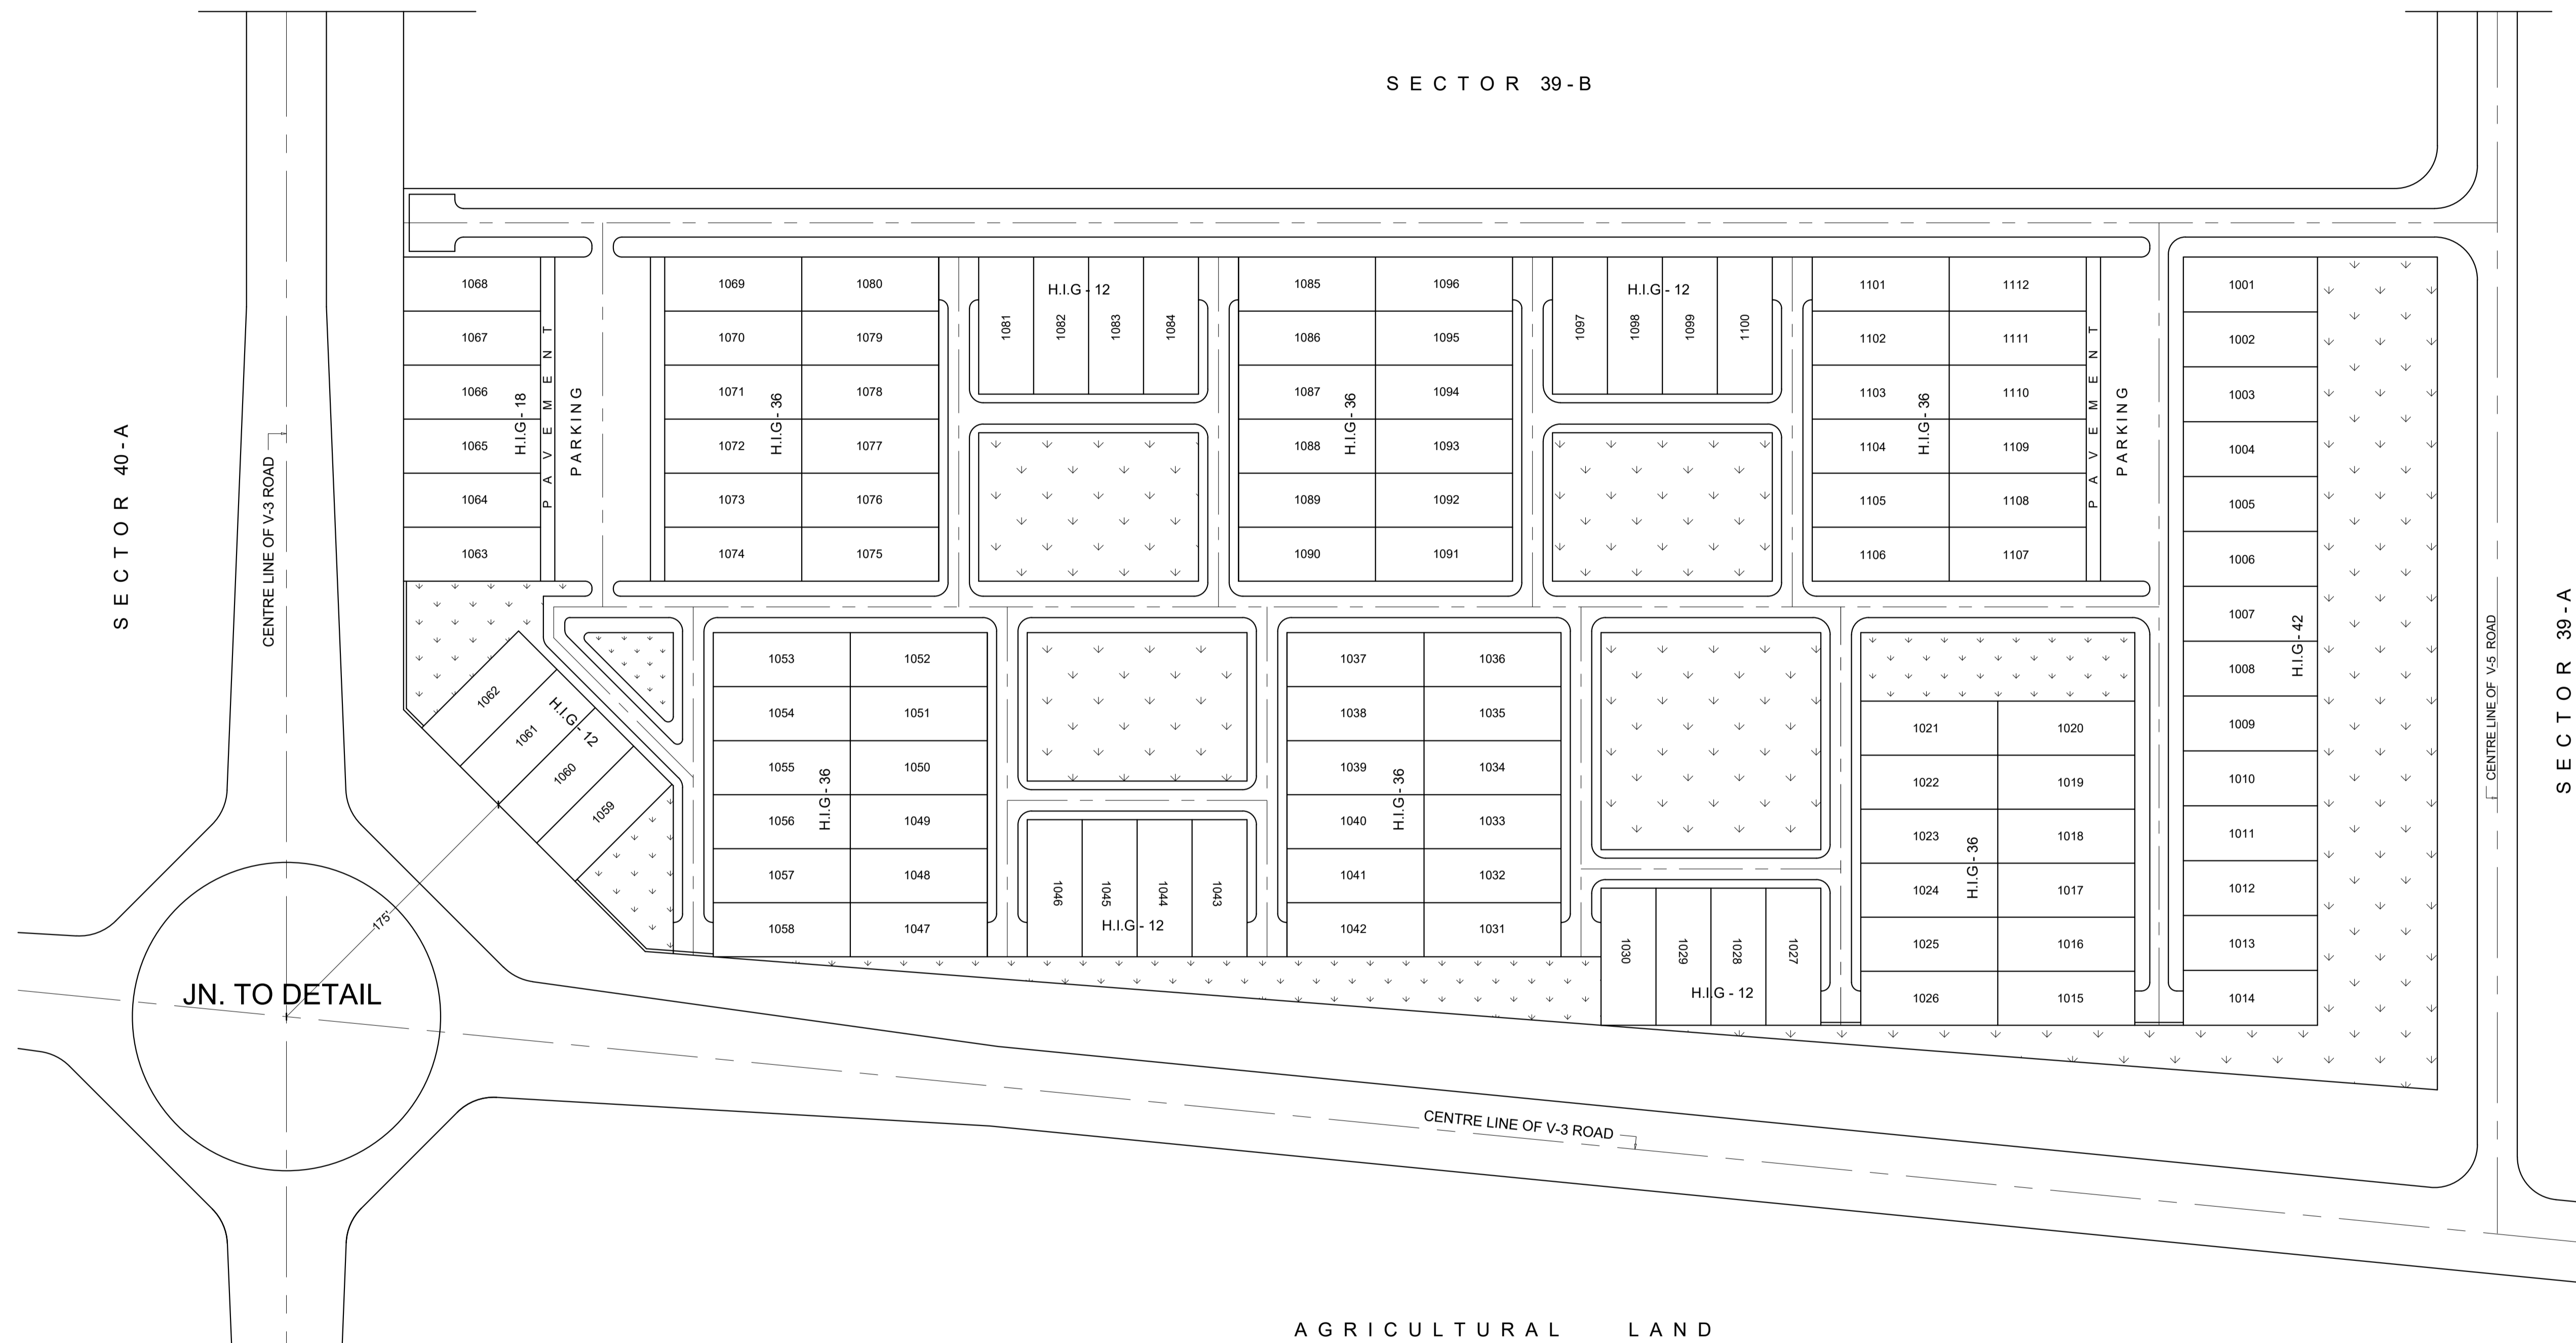 SECTOR 39-B
SECTOR 40-A
CENTRE LINE OF V-3 ROAD
1068
1067
1066
1065
1064
1063
H.I.G- 18
PAVEMENT
PARKING
1069 1080
1070 1079
1071 1078
1072 1077
1073 1076
1074 1075
H.I.G- 36
H.I.G - 12
1081 1082 1083 1084
1085 1096
1086 1095
1087 1094
1088 1093
1089 1092
1090 1091
H.I.G- 36
H.I.G - 12
1097 1098 1099 1100
1101 1112
1102 1111
1103 1110
1104 1109
1105 1108
1106 1107
H.I.G- 36
PAVEMENT
PARKING
1001
1002
1003
1004
1005
1006
1007
1008
1009
1010
1011
1012
1013
1014
H.I.G- 42
CENTRE LINE OF V-5 ROAD
SECTOR 39-A
1062
1061
1060
1059
H.I.G - 12
1053 1052
1054 1051
1055 1050
1056 1049
1057 1048
1058 1047
H.I.G- 36
1046 1045 1044 1043
H.I.G - 12
1037 1036
1038 1035
1039 1034
1040 1033
1041 1032
1042 1031
H.I.G- 36
1030 1029 1028 1027
H.I.G - 12
1021 1020
1022 1019
1023 1018
1024 1017
1025 1016
1026 1015
H.I.G- 36
175'
JN. TO DETAIL
CENTRE LINE OF V-3 ROAD
AGRICULTURAL LAND